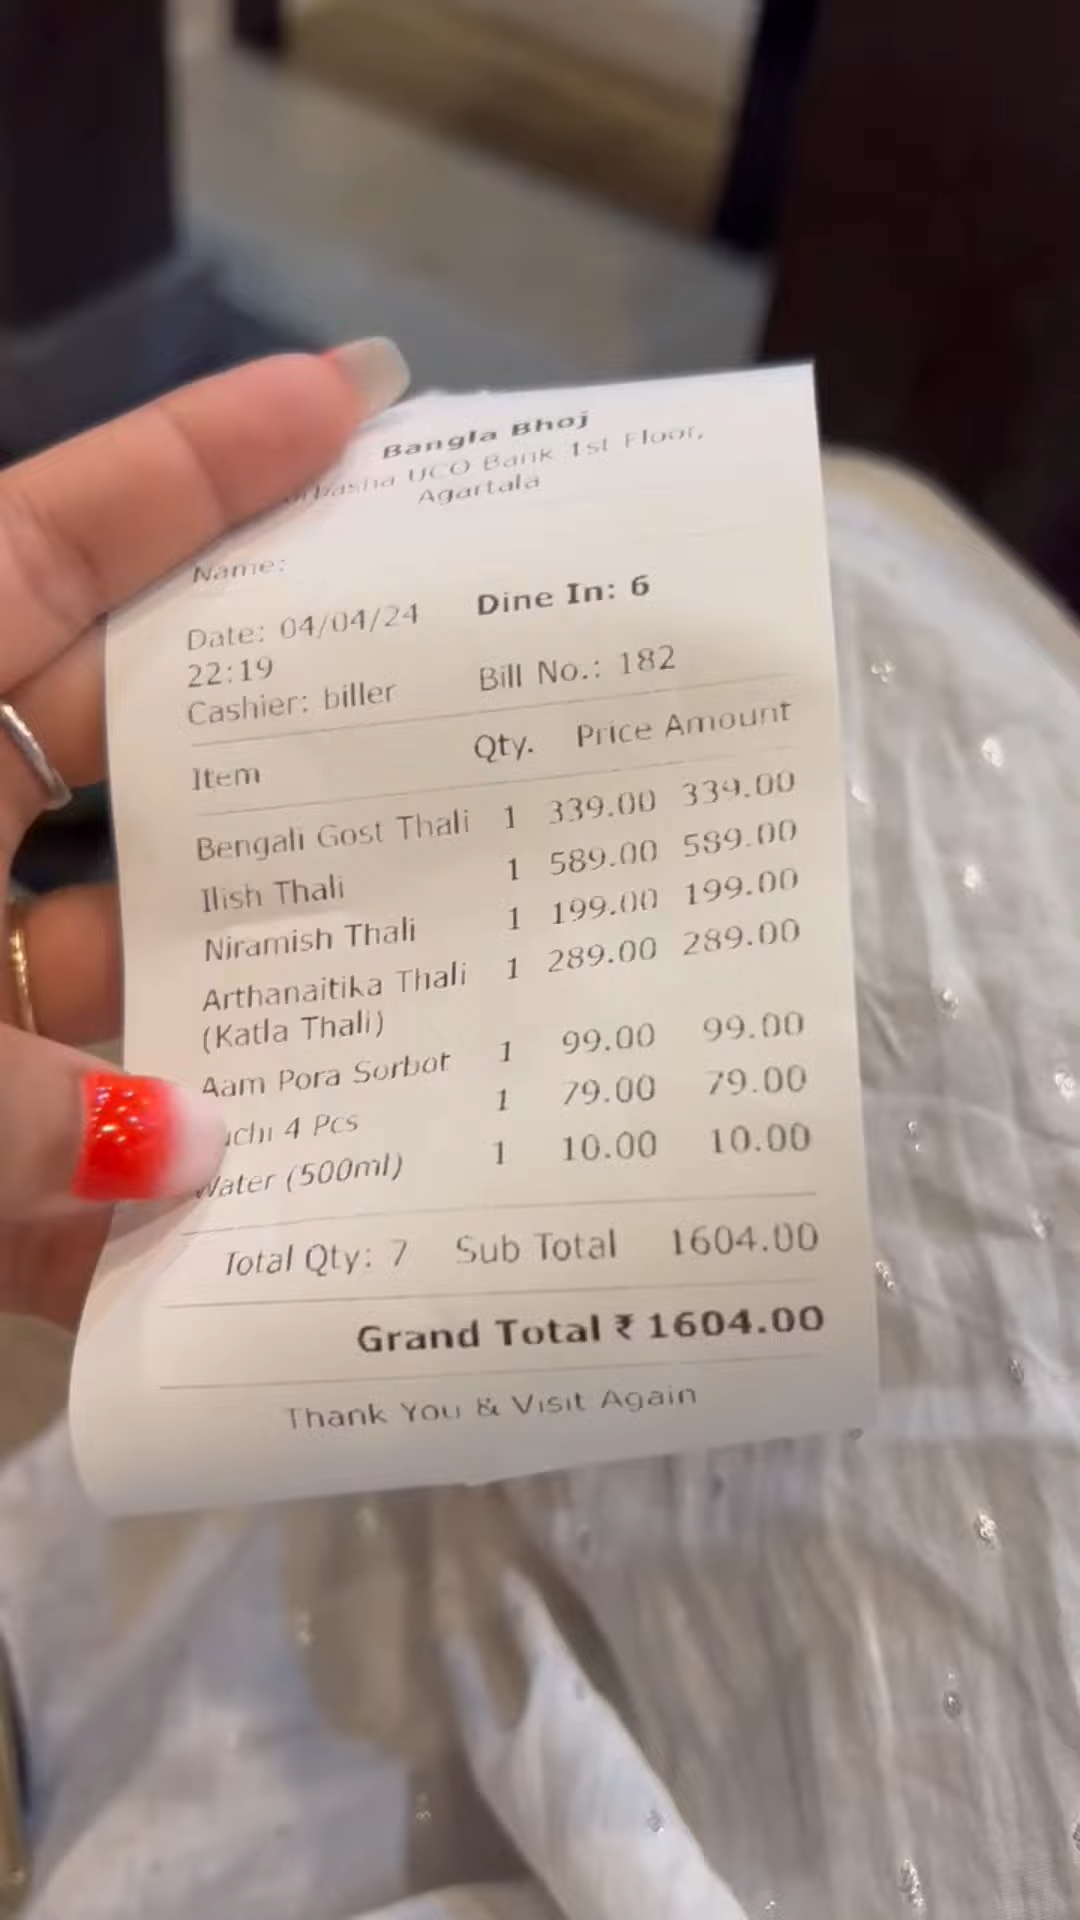 Bangla Bhoj
UCO Bank 1st Floor,
Agartala
Name:
Date: 04/04/24 Dine In: 6
22:19
Cashier: biller Bill No.: 182
Item Qty. Price Amount
Bengali Gost Thali 1 339.00 339.00
Ilish Thali 1 589.00 589.00
Niramish Thali 1 199.00 199.00
Arthanaitika Thali 1 289.00 289.00
(Katla Thali)
Aam Pora Sorbot 1 99.00 99.00
4 Pcs 1 79.00 79.00
Water (500ml) 1 10.00 10.00
Total Qty: 7 Sub Total 1604.00
Grand Total ₹ 1604.00
Thank You & Visit Again